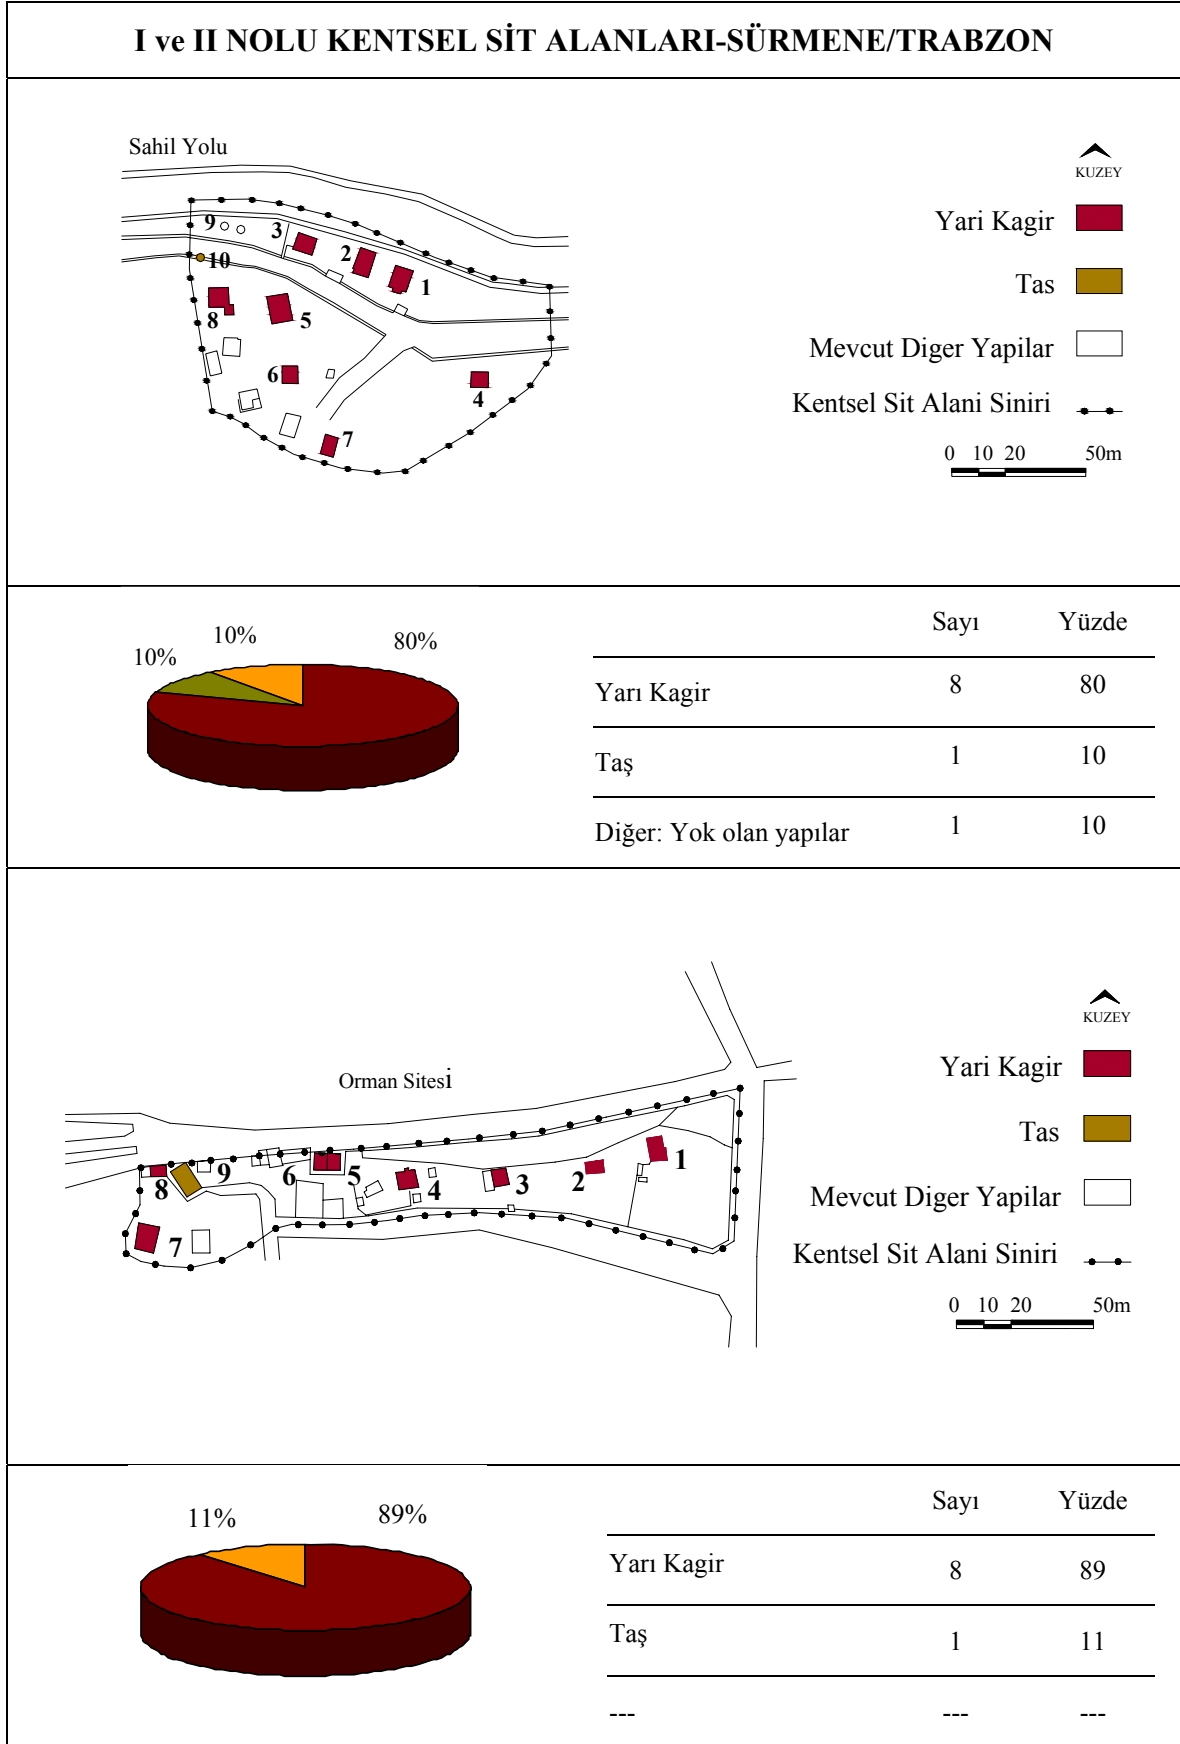 I ve II NOLU KENTSEL SİT ALANLARI-SÜRMENE/TRABZON
Sahil Yolu
9
3
2
1
10
8
5
6
4
7
KUZEY
Yari Kagir
Tas
Mevcut Diger Yapilar
Kentsel Sit Alani Siniri
0 10 20 50m
10% 10% 80%
Sayı Yüzde
Yarı Kagir 8 80
Taş 1 10
Diğer: Yok olan yapılar 1 10
Orman Sitesi
8 9 6 5 4 3 2 1
7
KUZEY
Yari Kagir
Tas
Mevcut Diger Yapilar
Kentsel Sit Alani Siniri
0 10 20 50m
11% 89%
Sayı Yüzde
Yarı Kagir 8 89
Taş 1 11
--- --- ---